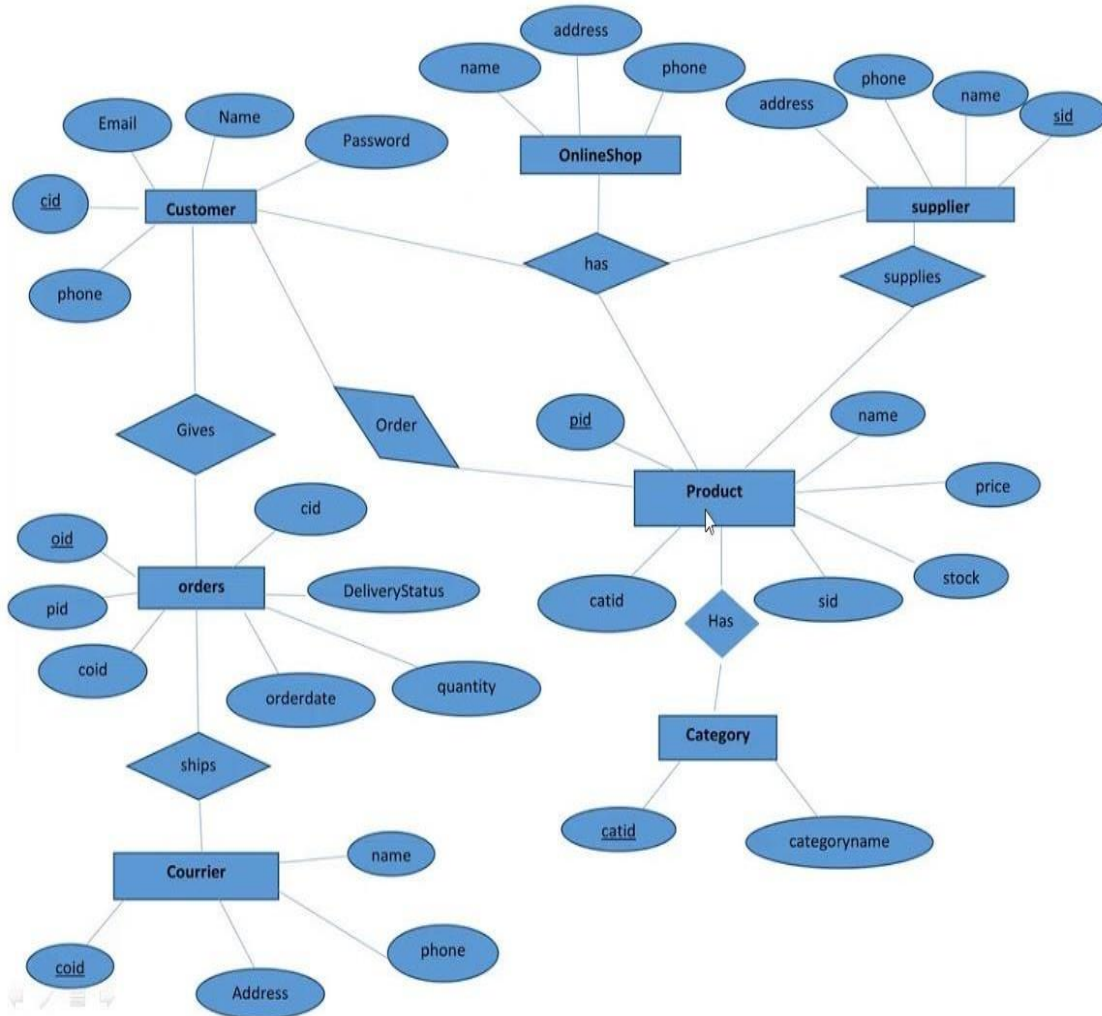 address
name
phone
OnlineShop
address
phone
name
sid
supplier
supplies
Email
Name
Password
cid
Customer
phone
has
Gives
Order
pid
name
Product
price
stock
catid
sid
Has
Category
catid
categoryname
cid
oid
orders
DeliveryStatus
pid
coid
orderdate
quantity
ships
Courrier
name
coid
Address
phone